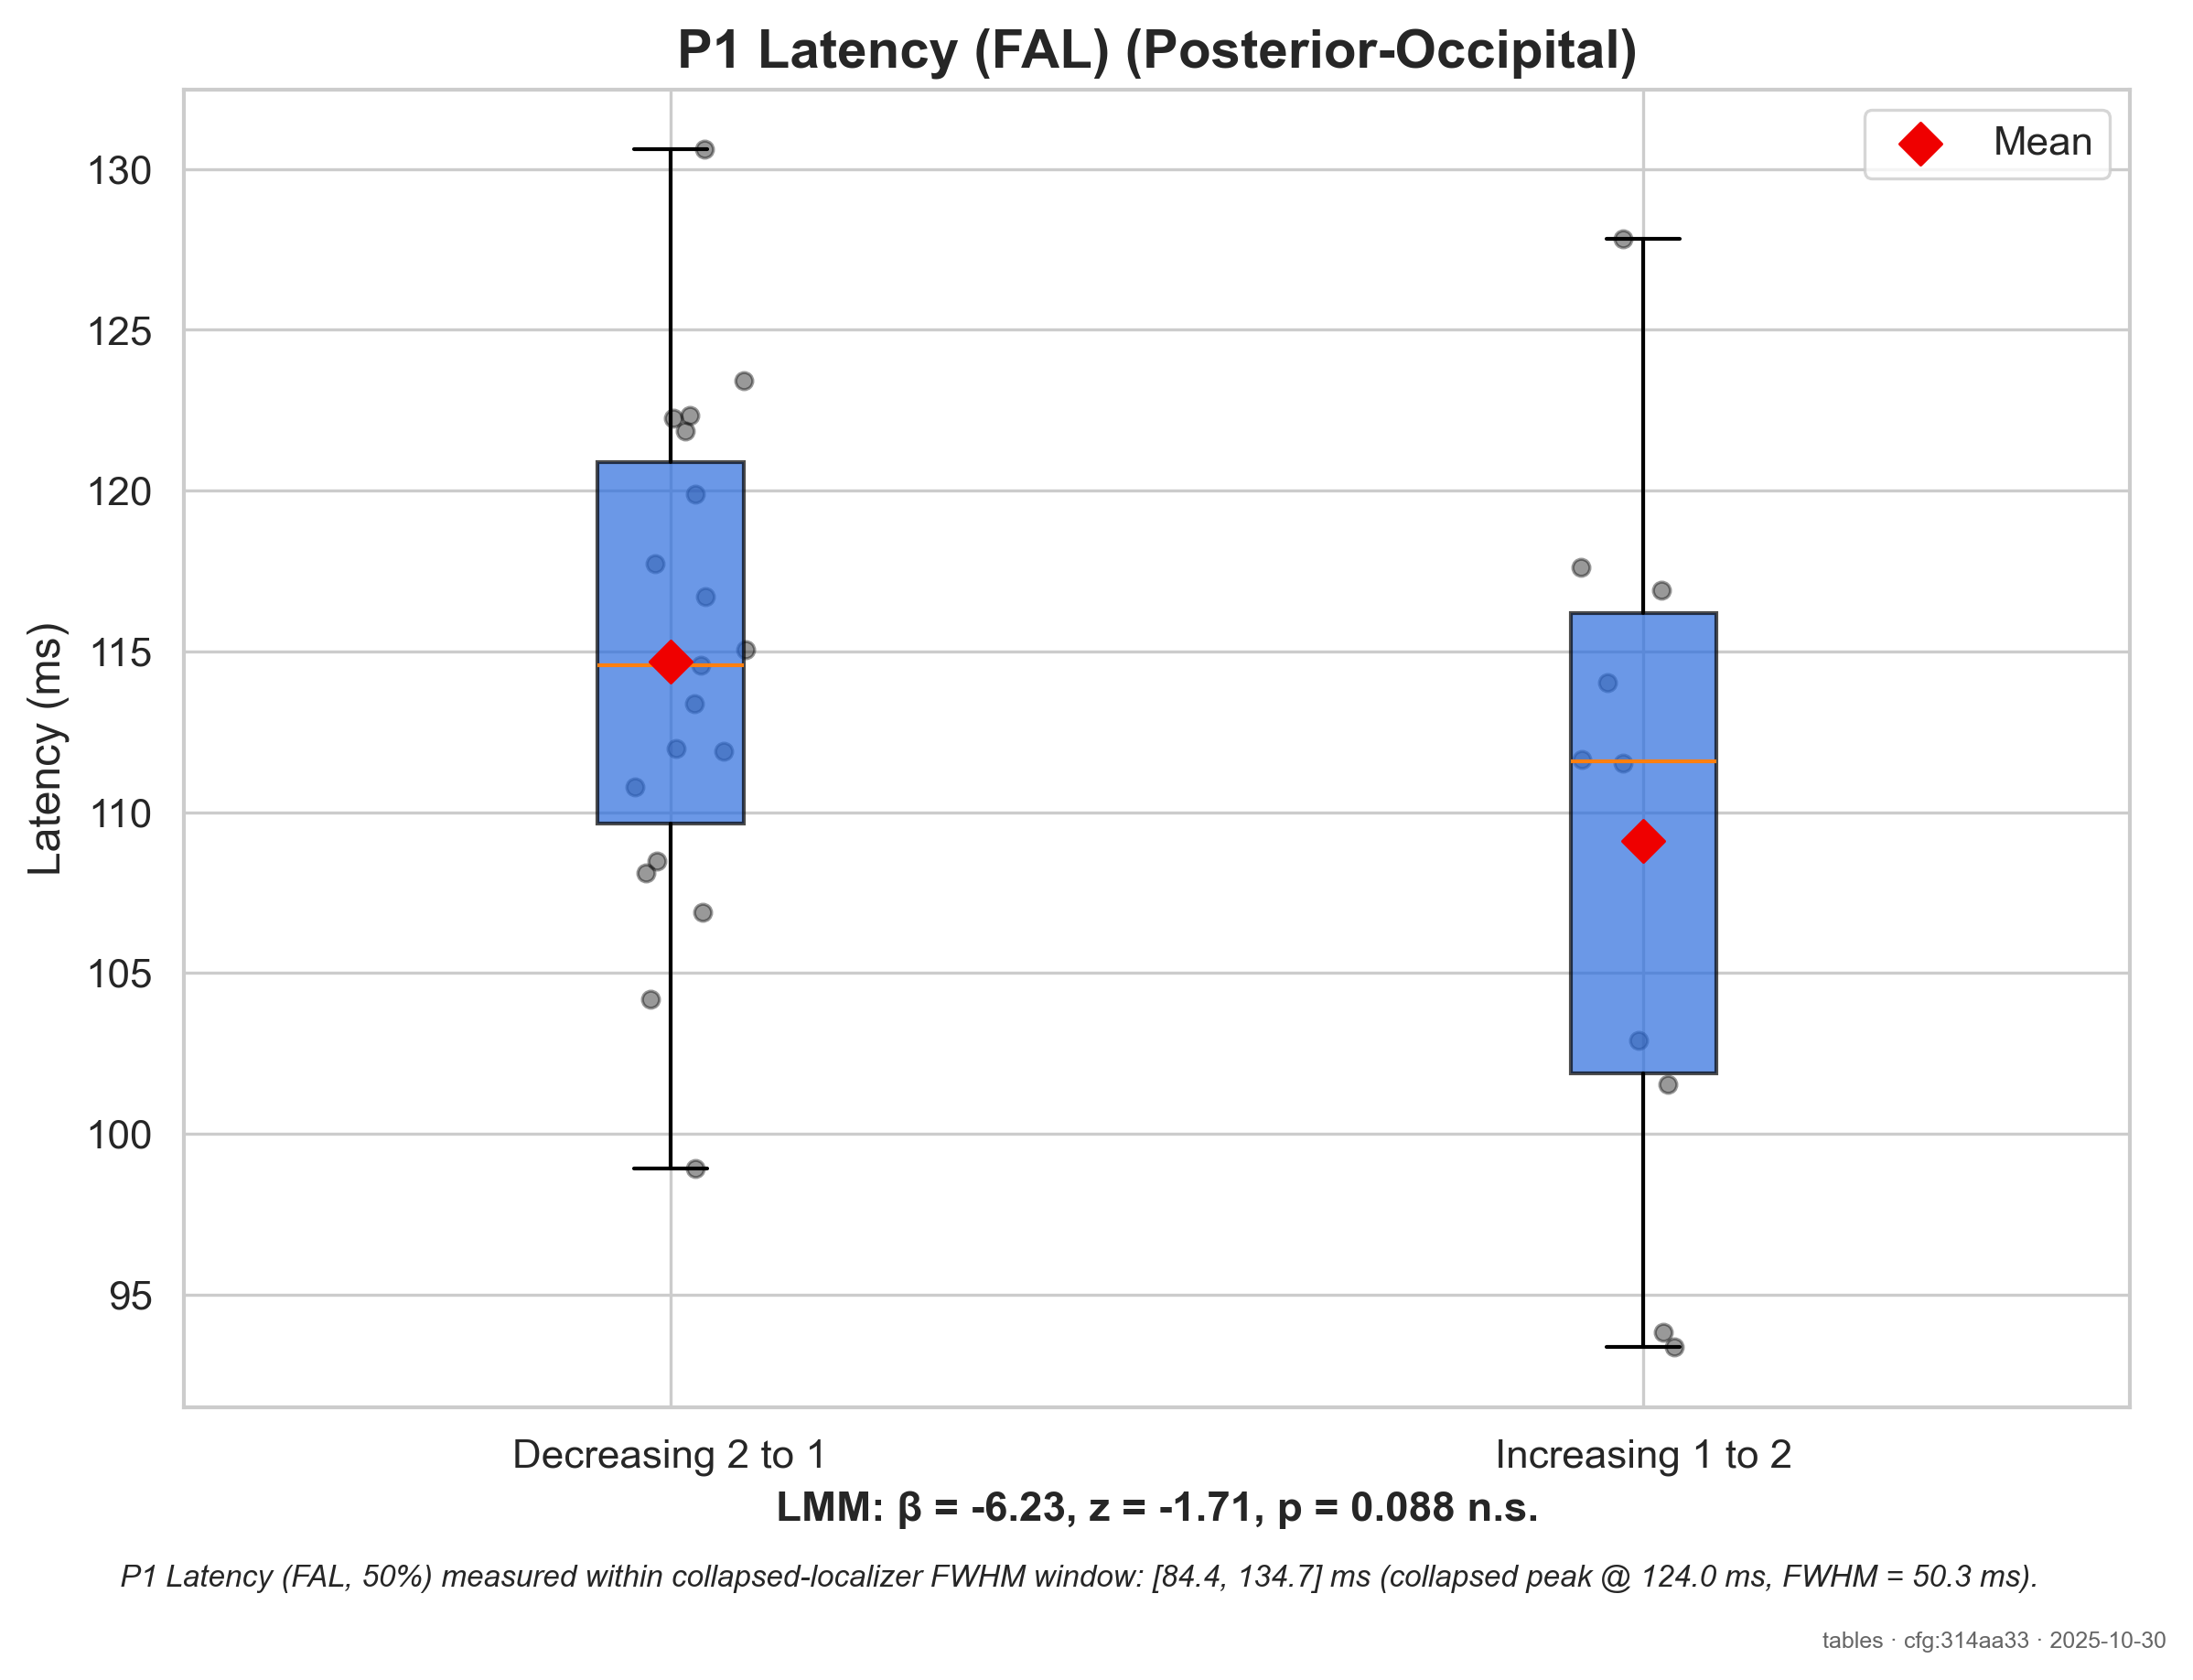 P1 Latency (FAL) (Posterior-Occipital)
Mean
130
125
120
115
110
105
100
95
Latency (ms)
Decreasing 2 to 1
Increasing 1 to 2
LMM: β = -6.23, z = -1.71, p = 0.088 n.s.
P1 Latency (FAL, 50%) measured within collapsed-localizer FWHM window: [84.4, 134.7] ms (collapsed peak @ 124.0 ms, FWHM = 50.3 ms).
tables · cfg:314aa33 · 2025-10-30